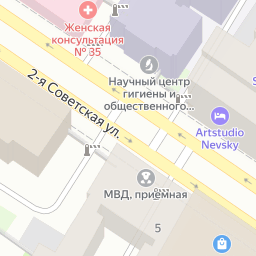 Женская
консультация
№ 35
2-я Советская ул.
Научный центр
гигиены и
общественного...
Artstudio
Nevsky
МВД, приёмная
5